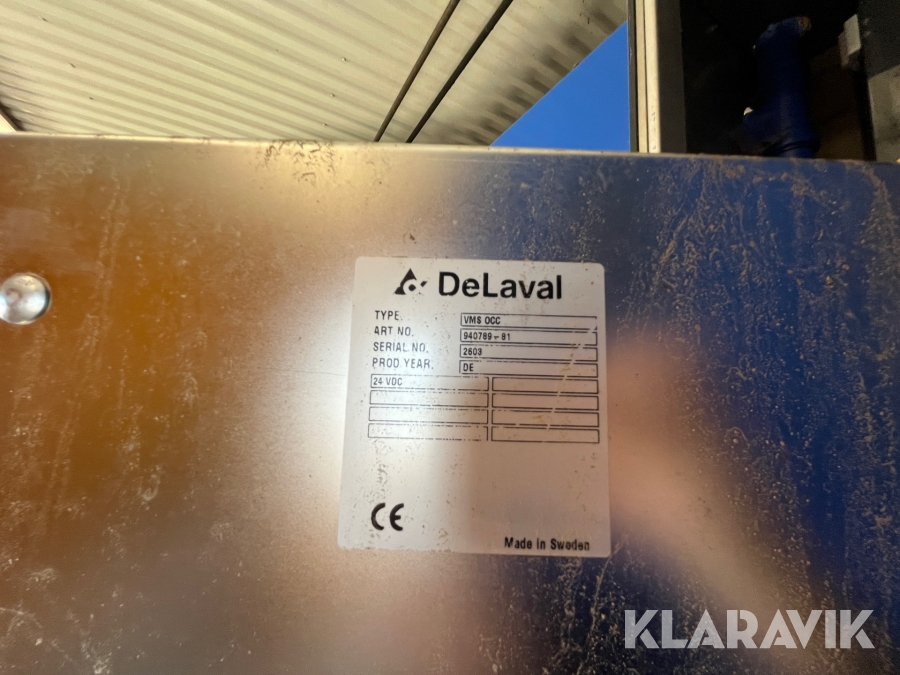 DeLaval
TYPE. VMS OCC
ART NO. 940789-81
SERIAL NO. 2603
PROD.YEAR. DE
24 VDC
CE
Made in Sweden
KLARAVIK